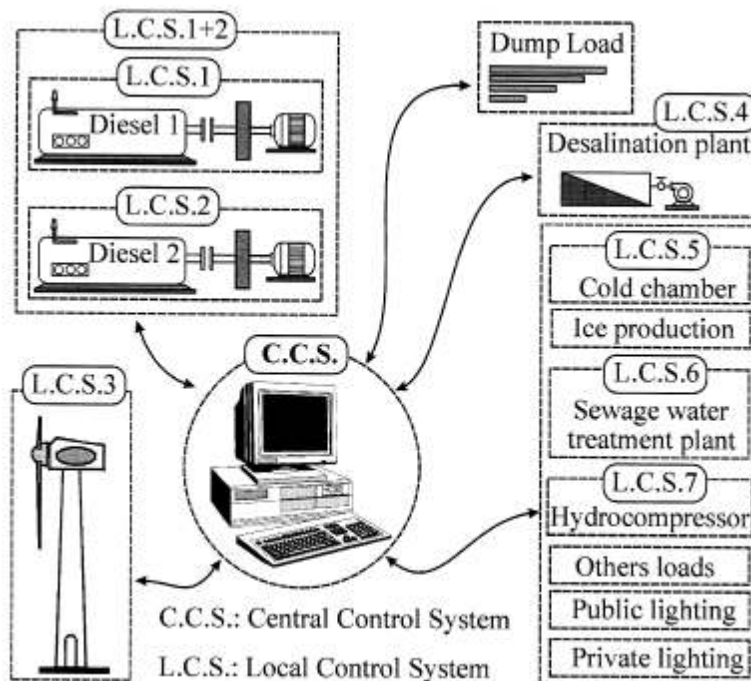 L.C.S.1+2
L.C.S.1
Diesel 1
L.C.S.2
Diesel 2
L.C.S.3
C.C.S.
Dump Load
L.C.S.4
Desalination plant
L.C.S.5
Cold chamber
Ice production
L.C.S.6
Sewage water
treatment plant
L.C.S.7
Hydrocompressor
Others loads
Public lighting
Private lighting
C.C.S.: Central Control System
L.C.S.: Local Control System